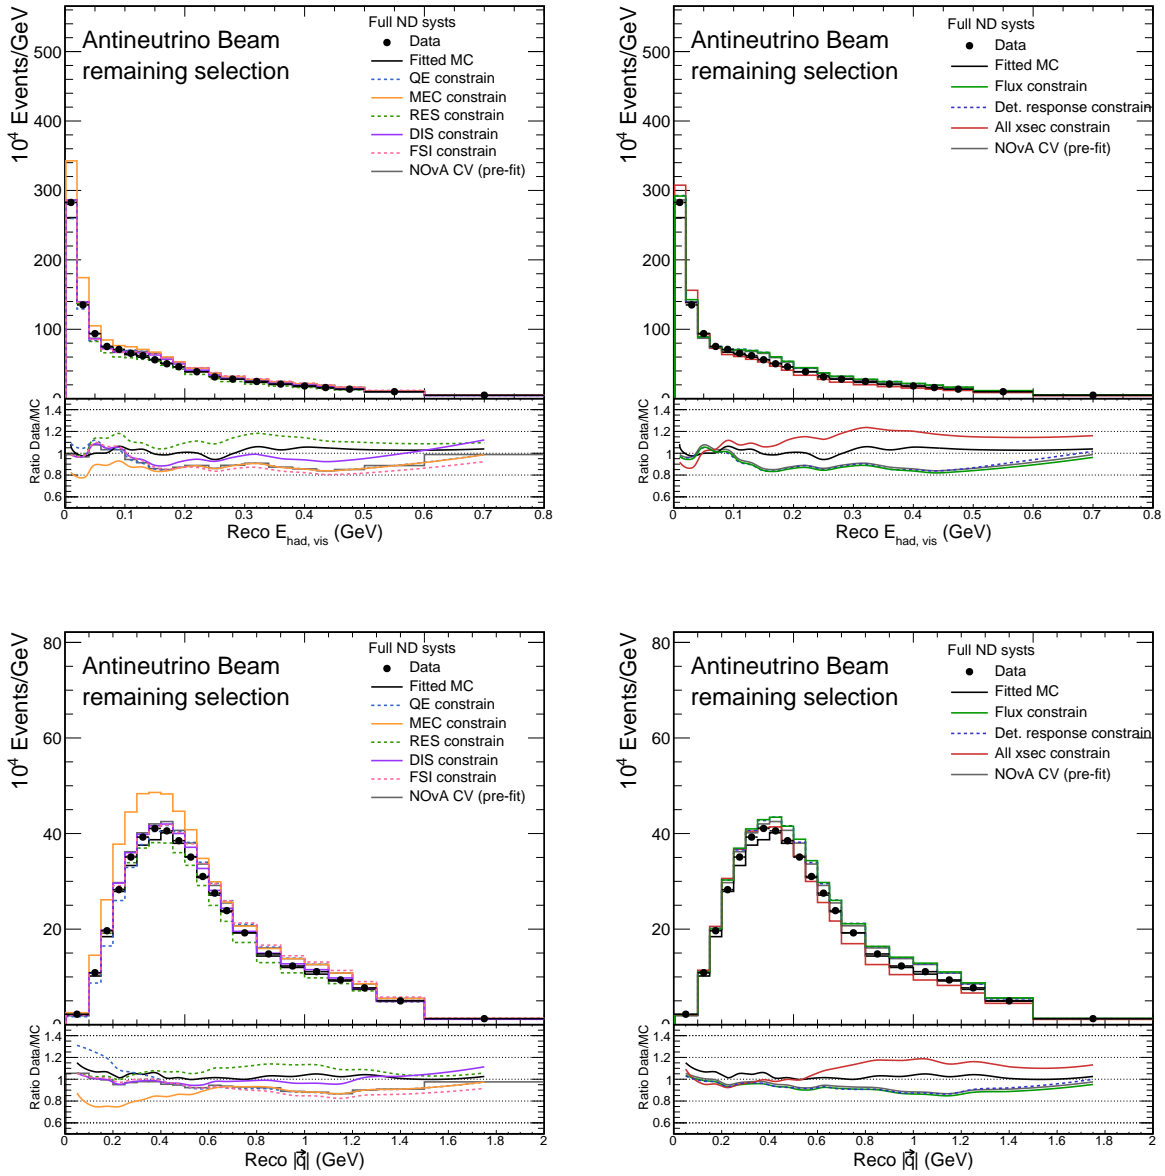 Antineutrino Beam
remaining selection
Full ND systs
Data
Fitted MC
QE constrain
MEC constrain
RES constrain
DIS constrain
FSI constrain
NOvA CV (pre-fit)
10^4 Events/GeV
500
400
300
200
100
0
Ratio Data/MC
1.4
1.2
1
0.8
0.6
0 0.1 0.2 0.3 0.4 0.5 0.6 0.7 0.8
Reco E_had, vis (GeV)
Antineutrino Beam
remaining selection
Full ND systs
Data
Fitted MC
Flux constrain
Det. response constrain
All xsec constrain
NOvA CV (pre-fit)
10^4 Events/GeV
500
400
300
200
100
0
Ratio Data/MC
1.4
1.2
1
0.8
0.6
0 0.1 0.2 0.3 0.4 0.5 0.6 0.7 0.8
Reco E_had, vis (GeV)
Antineutrino Beam
remaining selection
Full ND systs
Data
Fitted MC
QE constrain
MEC constrain
RES constrain
DIS constrain
FSI constrain
NOvA CV (pre-fit)
10^4 Events/GeV
80
60
40
20
0
Ratio Data/MC
1.4
1.2
1
0.8
0.6
0 0.2 0.4 0.6 0.8 1 1.2 1.4 1.6 1.8 2
Reco |q⃗| (GeV)
Antineutrino Beam
remaining selection
Full ND systs
Data
Fitted MC
Flux constrain
Det. response constrain
All xsec constrain
NOvA CV (pre-fit)
10^4 Events/GeV
80
60
40
20
0
Ratio Data/MC
1.4
1.2
1
0.8
0.6
0 0.2 0.4 0.6 0.8 1 1.2 1.4 1.6 1.8 2
Reco |q⃗| (GeV)